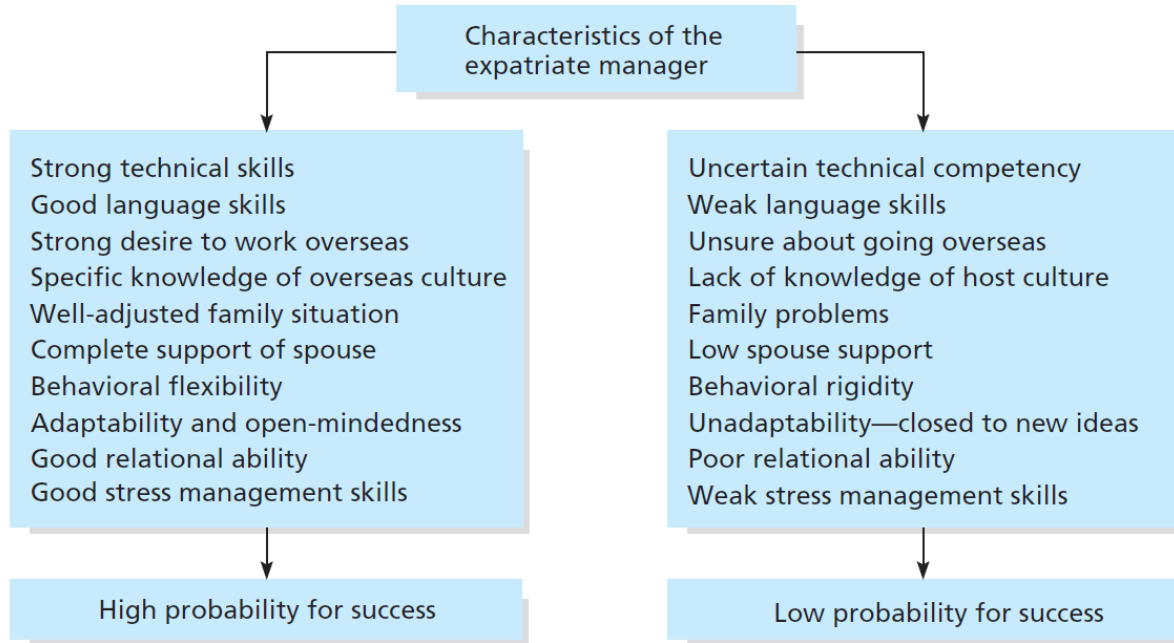 Characteristics of the
expatriate manager
Strong technical skills
Good language skills
Strong desire to work overseas
Specific knowledge of overseas culture
Well-adjusted family situation
Complete support of spouse
Behavioral flexibility
Adaptability and open-mindedness
Good relational ability
Good stress management skills
Uncertain technical competency
Weak language skills
Unsure about going overseas
Lack of knowledge of host culture
Family problems
Low spouse support
Behavioral rigidity
Unadaptability—closed to new ideas
Poor relational ability
Weak stress management skills
High probability for success
Low probability for success